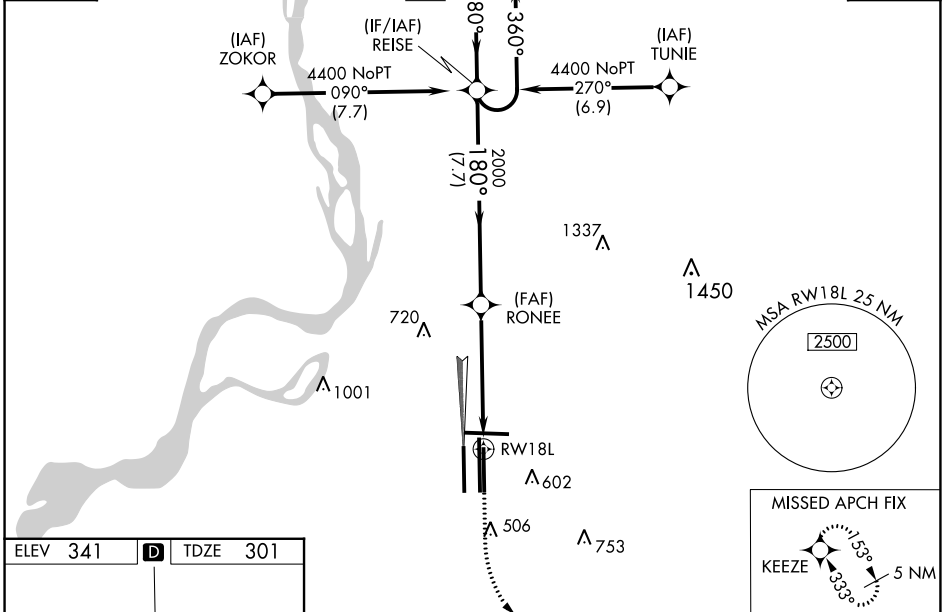 80°
360°
(IAF)
ZOKOR
(IF/IAF)
REISE
(IAF)
TUNIE
4400 NoPT
090°
(7.7)
4400 NoPT
270°
(6.9)
2000
180°
(7.7)
1337
1450
(FAF)
RONEE
720
1001
MSA RW18L 25 NM
2500
RW18L
602
506
753
MISSED APCH FIX
KEEZE
153°
333°
5 NM
ELEV 341
D
TDZE 301